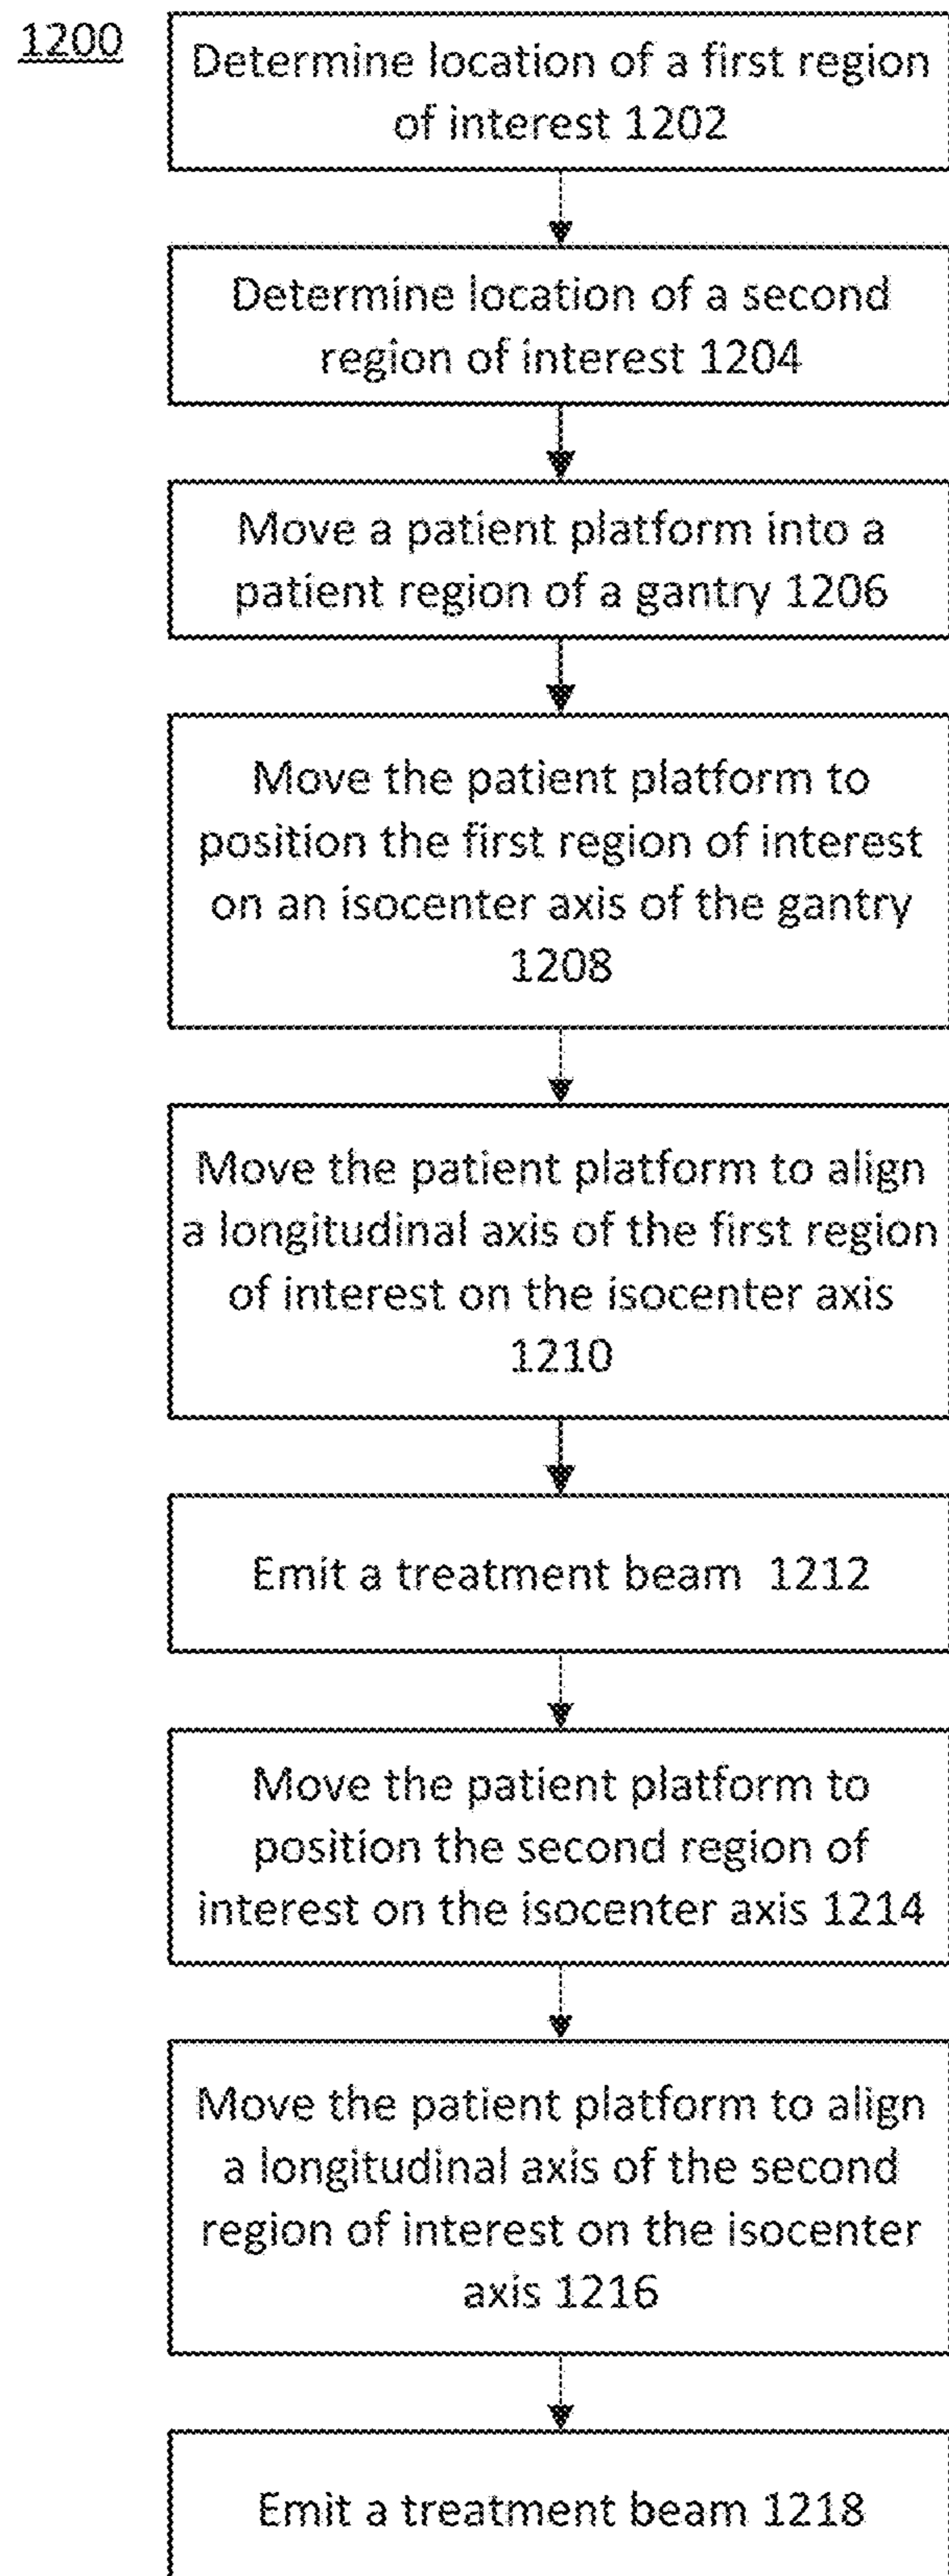 1200
Determine location of a first region
of interest 1202
Determine location of a second
region of interest 1204
Move a patient platform into a
patient region of a gantry 1206
Move the patient platform to
position the first region of interest
on an isocenter axis of the gantry
1208
Move the patient platform to align
a longitudinal axis of the first region
of interest on the isocenter axis
1210
Emit a treatment beam 1212
Move the patient platform to
position the second region of
interest on the isocenter axis 1214
Move the patient platform to align
a longitudinal axis of the second
region of interest on the isocenter
axis 1216
Emit a treatment beam 1218